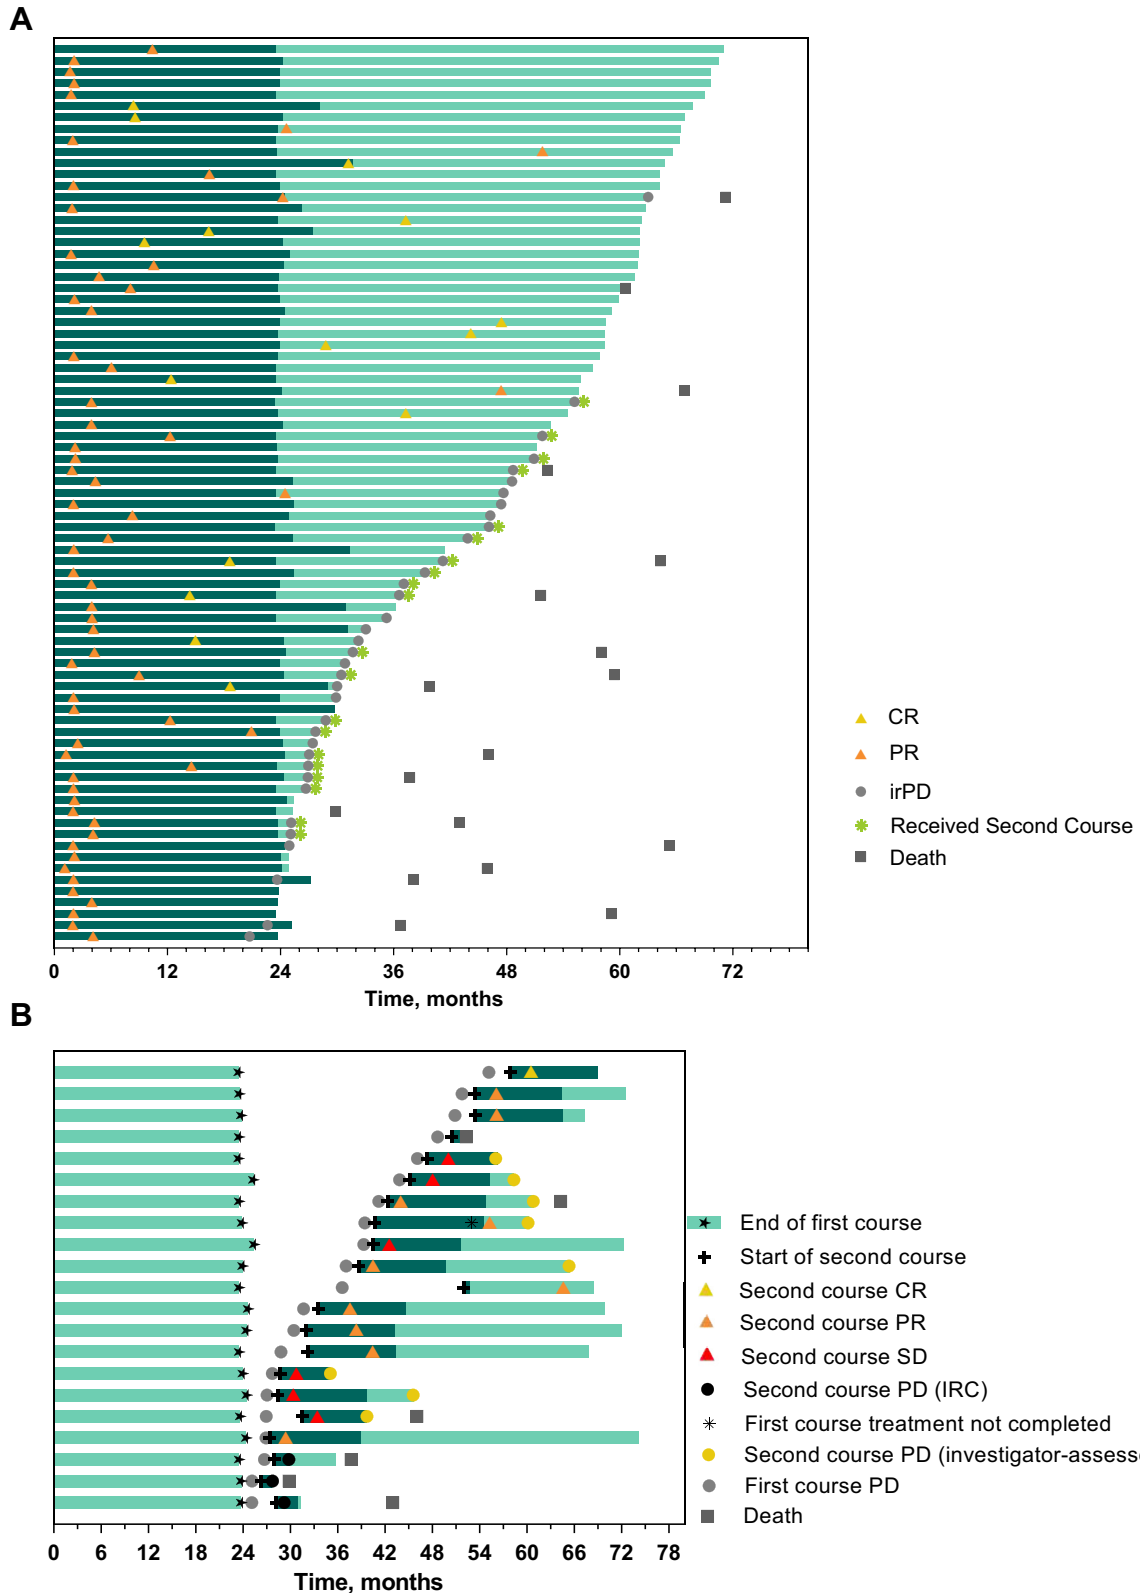 A
CR
PR
irPD
Received Second Course
Death
0 12 24 36 48 60 72
Time, months
B
End of first course
Start of second course
Second course CR
Second course PR
Second course SD
Second course PD (IRC)
First course treatment not completed
Second course PD (investigator-assesse
First course PD
Death
0 6 12 18 24 30 36 42 48 54 60 66 72 78
Time, months